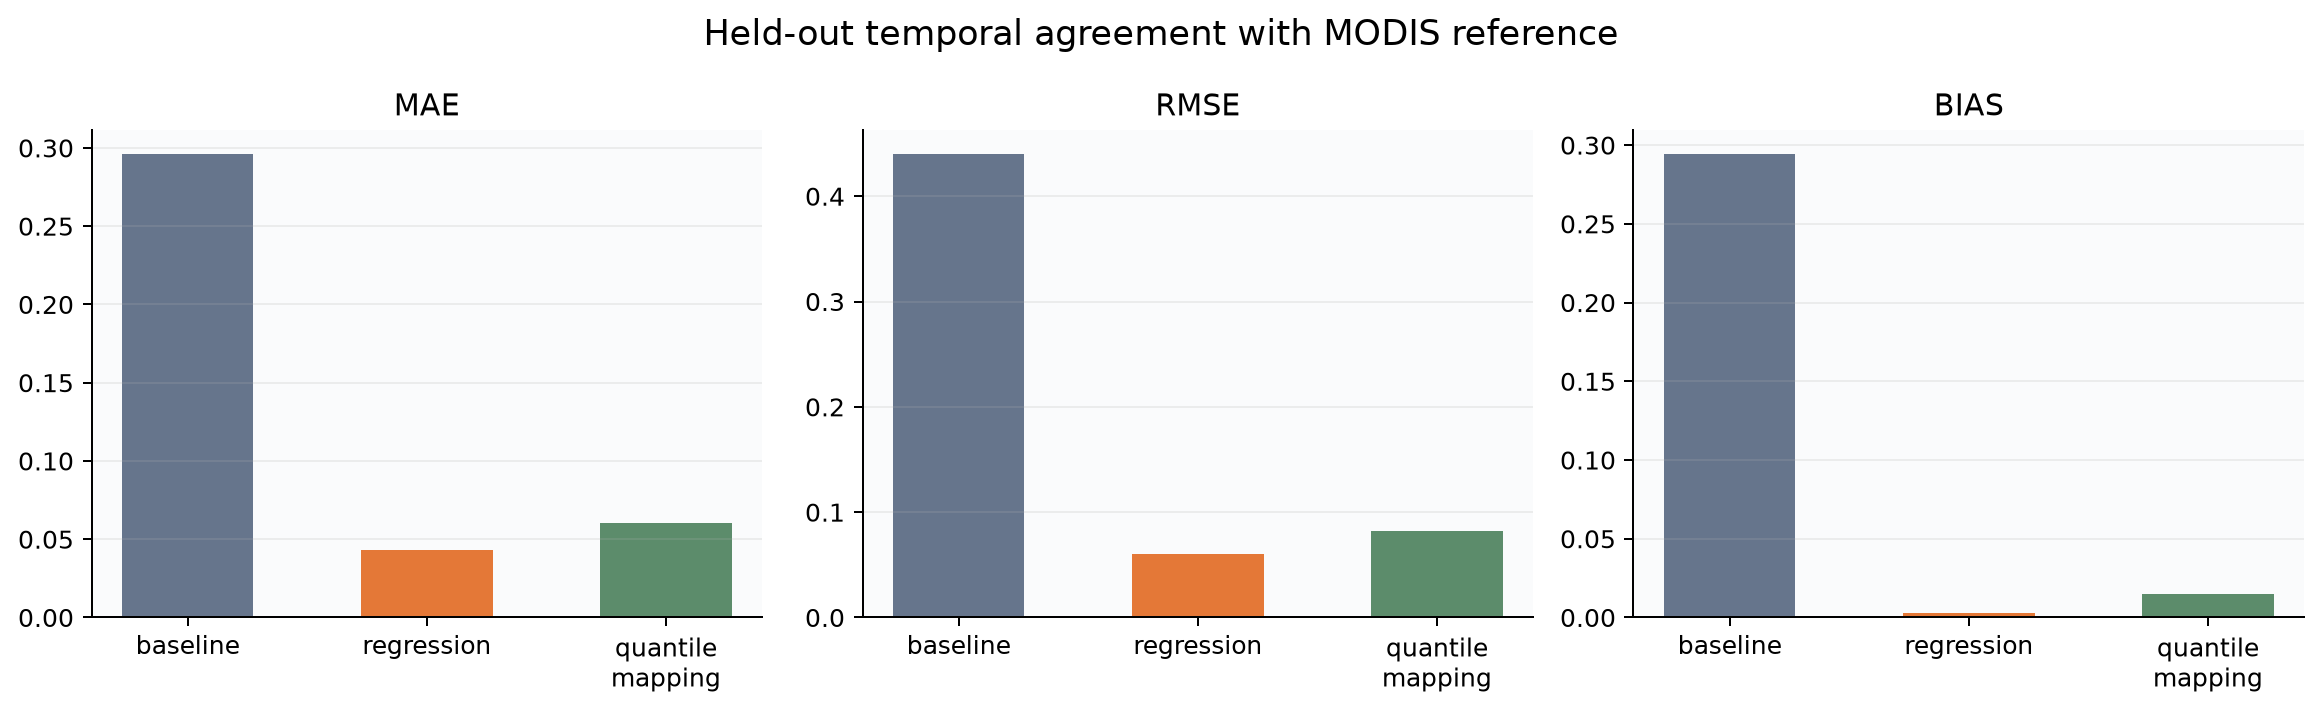 Held-out temporal agreement with MODIS reference
MAE
0.30
0.25
0.20
0.15
0.10
0.05
0.00
baseline
regression
quantile
mapping
RMSE
0.4
0.3
0.2
0.1
0.0
baseline
regression
quantile
mapping
BIAS
0.30
0.25
0.20
0.15
0.10
0.05
0.00
baseline
regression
quantile
mapping